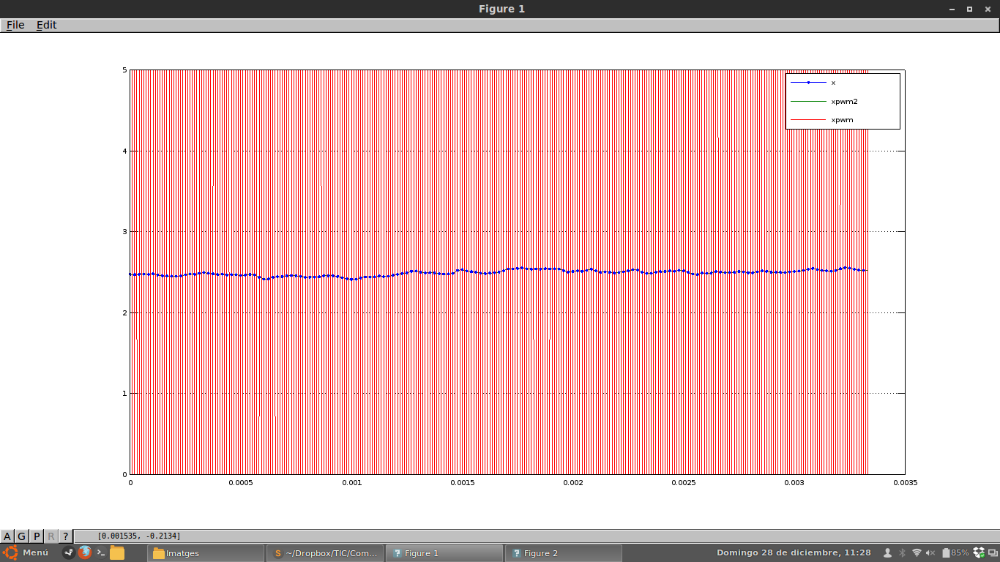 Figure 1
File Edit
5
4
3
2
1
0
x
xpwm2
xpwm
0 0.0005 0.001 0.0015 0.002 0.0025 0.003 0.0035
A G P R ? [0.001535, -0.2134]
Menú Imatges S ~/Dropbox/TIC/Com... ? Figure 1 ? Figure 2 Domingo 28 de diciembre, 11:28 85%